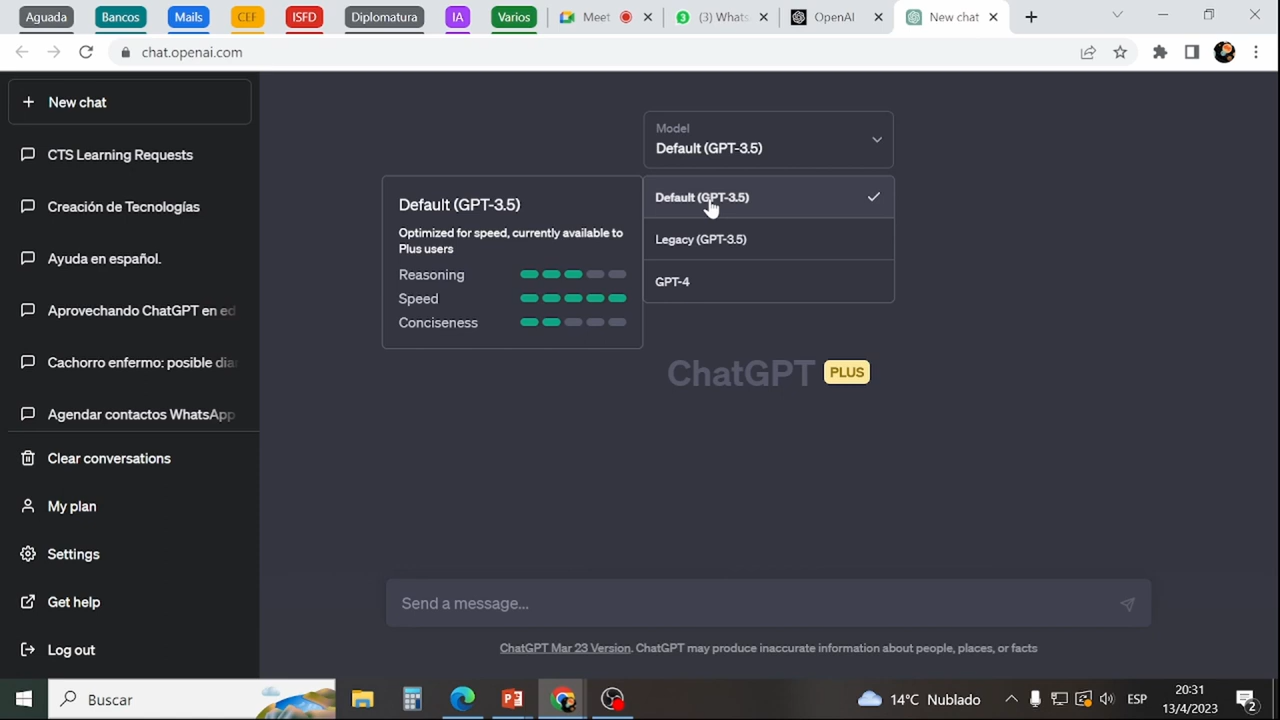 Aguada
Bancos
Mails
CEF
ISFD
Diplomatura
IA
Varios
Meet
(3) Whats
OpenAI
New chat
chat.openai.com
New chat
CTS Learning Requests
Creación de Tecnologías
Ayuda en español.
Aprovechando ChatGPT en ed
Cachorro enfermo: posible dia
Agendar contactos WhatsApp
Clear conversations
My plan
Settings
Get help
Log out
Model
Default (GPT-3.5)
Default (GPT-3.5)
Legacy (GPT-3.5)
GPT-4
Default (GPT-3.5)
Optimized for speed, currently available to
Plus users
Reasoning
Speed
Conciseness
ChatGPT PLUS
Send a message...
ChatGPT Mar 23 Version. ChatGPT may produce inaccurate information about people, places, or facts
Buscar
14°C Nublado
ESP
20:31
13/4/2023
2